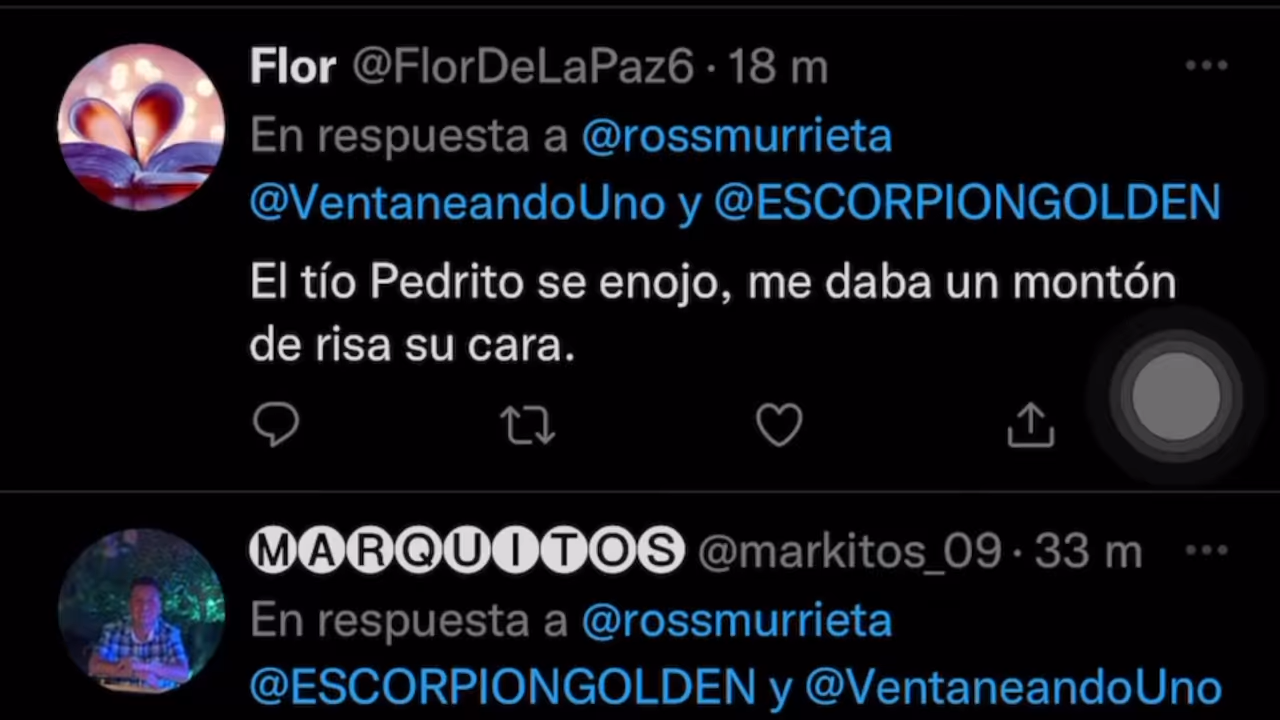 Flor @FlorDeLaPaz6 · 18 m
En respuesta a @rossmurrieta
@VentaneandoUno y @ESCORPIONGOLDEN
El tío Pedrito se enojo, me daba un montón
de risa su cara.
🅜🅐🅡🅠🅤🅘🅣🅞🅢 @markitos_09 · 33 m
En respuesta a @rossmurrieta
@ESCORPIONGOLDEN y @VentaneandoUno